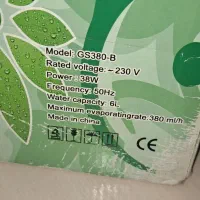 Model: GS380-B
Rated voltage: ~ 230 V
Power: 38W
Frequency: 50Hz
Water capacity: 6L
Maximum evaporatingrate: 380 ml/h
Made in china
CE